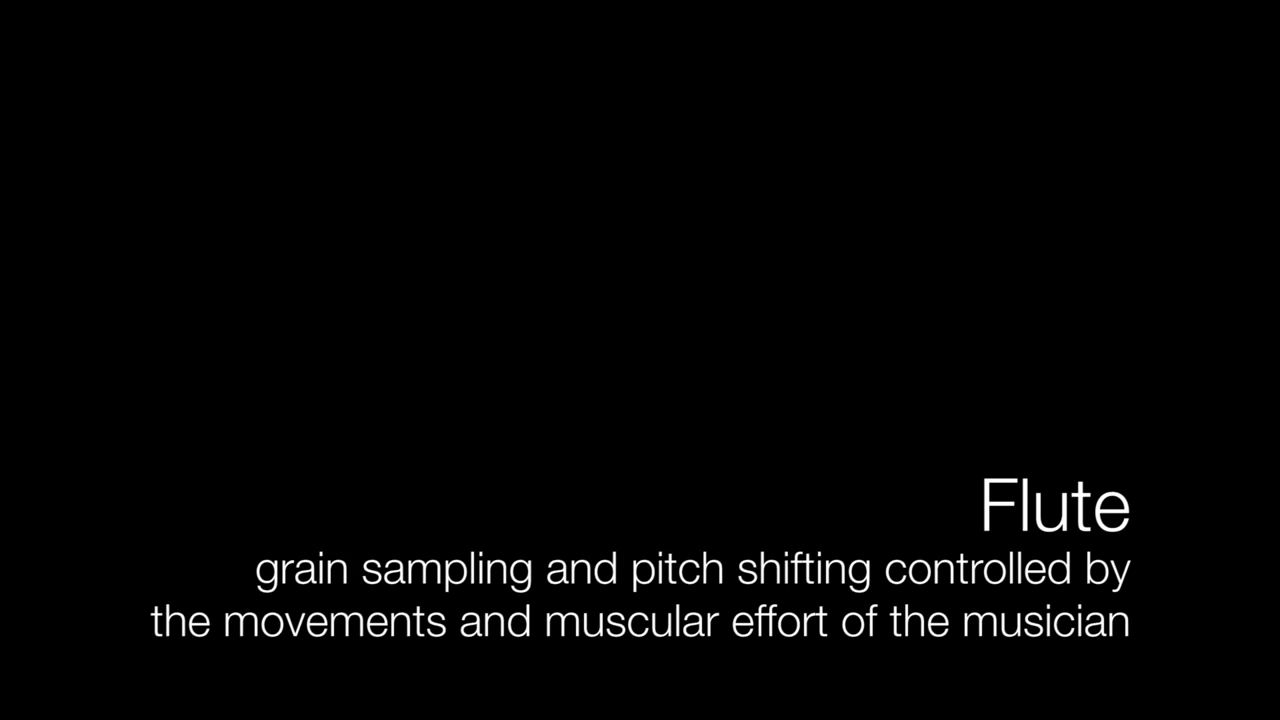 Flute
grain sampling and pitch shifting controlled by
the movements and muscular effort of the musician